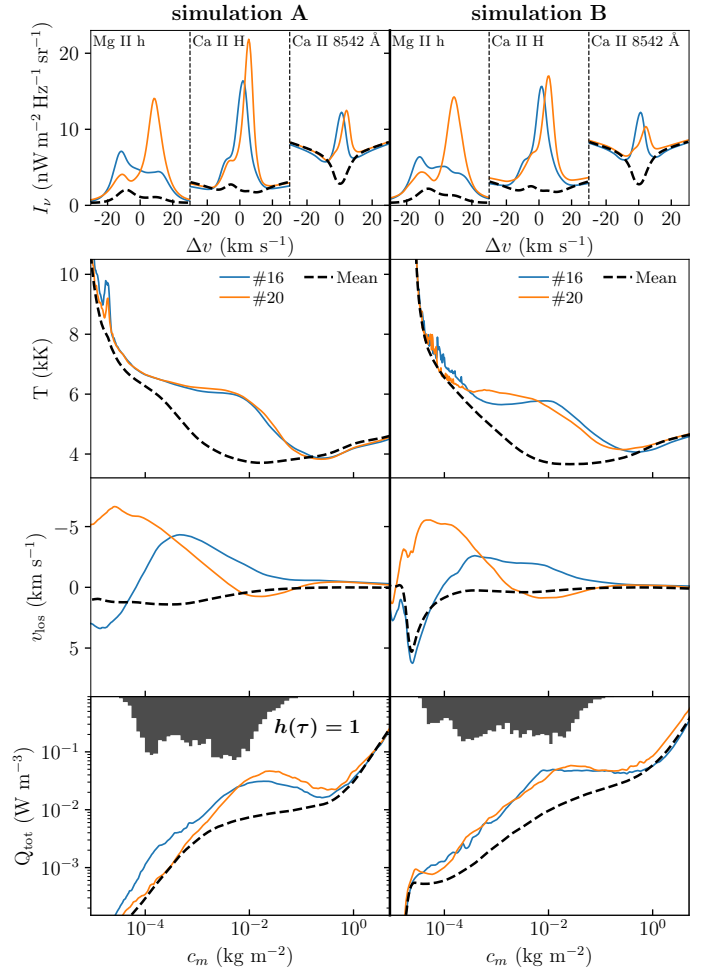 simulation A simulation B
Mg II h Ca II H Ca II 8542 Å Mg II h Ca II H Ca II 8542 Å
20
10
0
I_ν (nW m⁻² Hz⁻¹ sr⁻¹)
-20 0 20 -20 0 20 -20 0 20 -20 0 20 -20 0 20 -20 0 20
Δv Δv
(km s⁻¹) (km s⁻¹)
10
8
6
4
T (kK)
#16 Mean #16 Mean
#20 #20
-5
0
5
v_los (km s⁻¹)
h(τ) = 1
10⁻¹
10⁻²
10⁻³
Q_tot (W m⁻³)
10⁻⁴ 10⁻² 10⁰ 10⁻⁴ 10⁻² 10⁰
c_m (kg m⁻²) c_m (kg m⁻²)